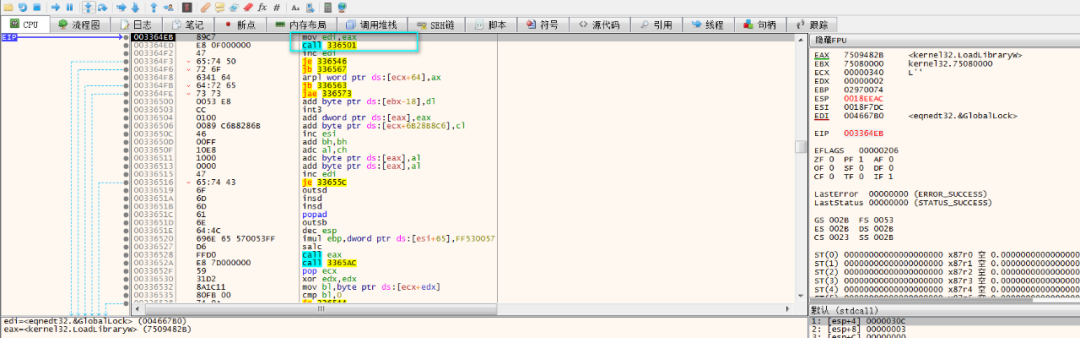 CPU 流程图 日志 笔记 断点 内存布局 调用堆栈 SEH链 脚本 符号 源代码 引用 线程 句柄 跟踪
EIP 003364EB 89C7 mov edi,eax
003364ED E8 0F000000 call 336501
003364F2 47 inc edi
003364F3 65:74 50 je 336546
003364F6 72 6F jb 336567
003364F8 6341 64 arpl word ptr ds:[ecx+64],ax
003364FB 64:72 65 jb 336563
003364FE 73 73 jae 336573
00336500 0053 E8 add byte ptr ds:[ebx-18],dl
00336503 CC int3
00336504 0100 add dword ptr ds:[eax],eax
00336506 0089 C6B8286B add byte ptr ds:[ecx+6B28B8C6],cl
0033650C 46 inc esi
0033650D 00FF add bh,bh
0033650F 10E8 adc al,ch
00336511 1000 adc byte ptr ds:[eax],al
00336513 0000 add byte ptr ds:[eax],al
00336515 47 inc edi
00336516 65:74 43 je 33655C
00336519 6F outsd
0033651A 6D insd
0033651B 6D insd
0033651C 61 popad
0033651D 6E outsb
0033651E 64:4C dec esp
00336520 696E 65 570053FF imul ebp,dword ptr ds:[esi+65],FF530057
00336527 D6 salc
00336528 FFD0 call eax
0033652A E8 7D000000 call 3365AC
0033652F 59 pop ecx
00336530 31D2 xor edx,edx
00336532 8A1C11 mov bl,byte ptr ds:[ecx+edx]
00336535 80FB 00 cmp bl,0
edi=<eqnedt32.&GlobalLock> (004667B0)
eax=<kernel32.LoadLibraryW> (7509482B)
隐藏FPU
EAX 7509482B <kernel32.LoadLibraryW>
EBX 75080000 kernel32.75080000
ECX 00000340 L'̀'
EDX 00000002
EBP 02970074
ESP 0018EEAC
ESI 0018F7DC
EDI 004667B0 <eqnedt32.&GlobalLock>
EIP 003364EB
EFLAGS 00000206
ZF 0 PF 1 AF 0
OF 0 SF 0 DF 0
CF 0 TF 0 IF 1
LastError 00000000 (ERROR_SUCCESS)
LastStatus 00000000 (STATUS_SUCCESS)
GS 002B FS 0053
ES 002B DS 002B
CS 0023 SS 002B
ST(0) 0000000000000000000 x87r0 空 0.0000000000000000
ST(1) 0000000000000000000 x87r1 空 0.0000000000000000
ST(2) 0000000000000000000 x87r2 空 0.0000000000000000
ST(3) 0000000000000000000 x87r3 空 0.0000000000000000
ST(4) 0000000000000000000 x87r4 空 0.0000000000000000
默认 (stdcall)
1: [esp+4] 0000030C
2: [esp+8] 00000003